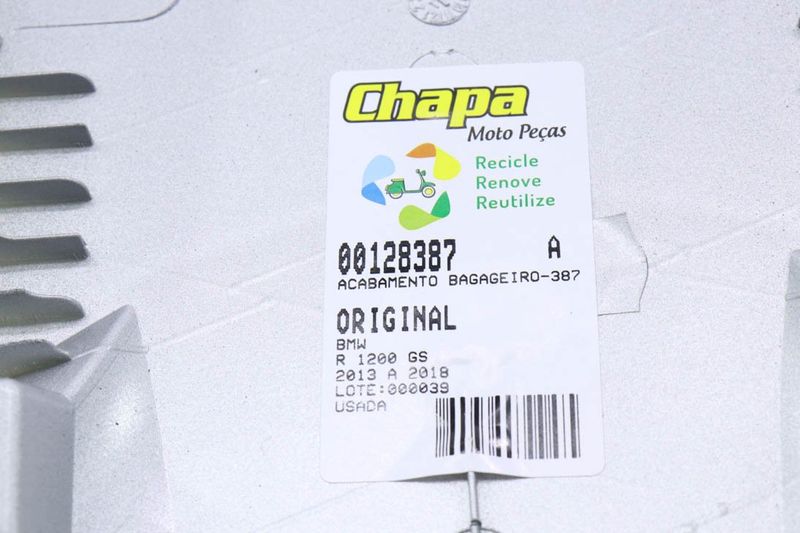 Chapa
Moto Peças
Recicle
Renove
Reutilize
00128387 A
ACABAMENTO BAGAGEIRO-387
ORIGINAL
BMW
R 1200 GS
2013 A 2018
LOTE:000039
USADA